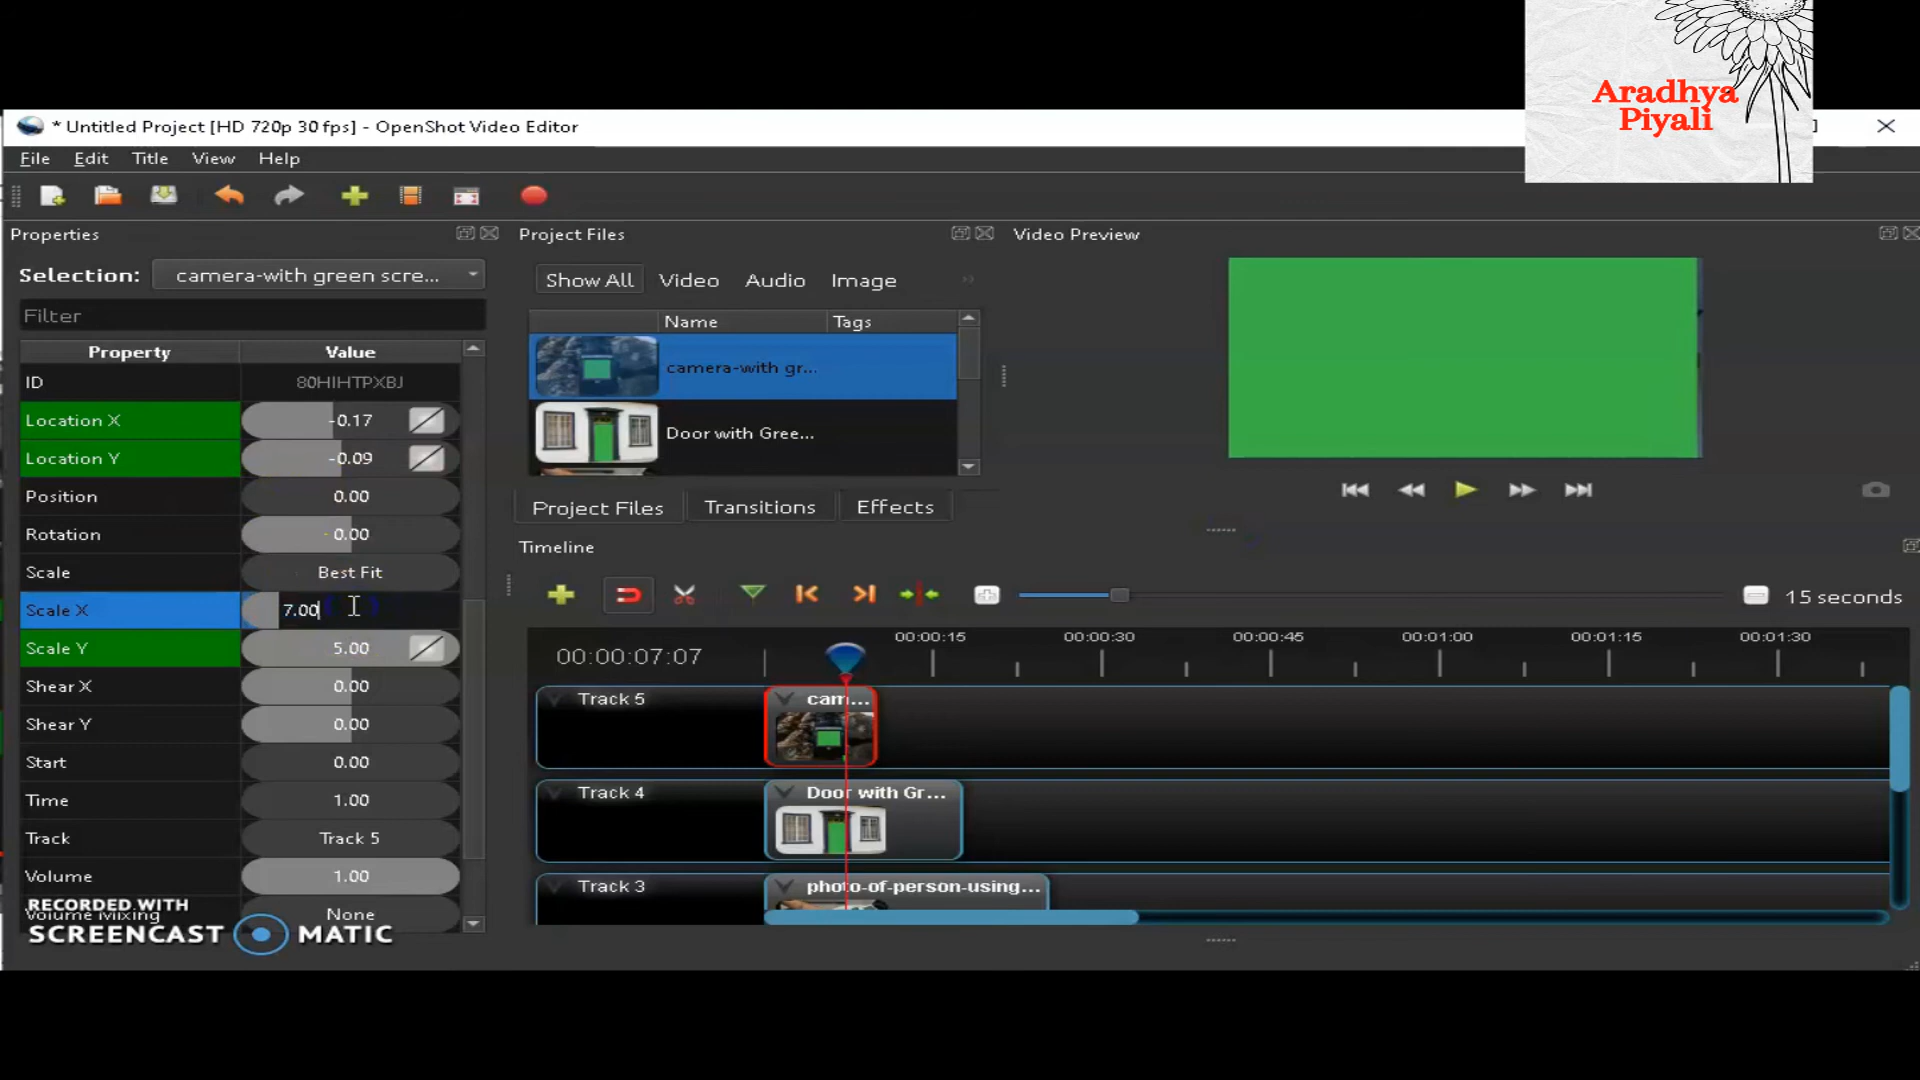 Aradhya
Piyali
* Untitled Project [HD 720p 30 fps] - OpenShot Video Editor
File Edit Title View Help
Properties
Project Files
Video Preview
Selection: camera-with green scre...
Show All Video Audio Image
Filter
Name Tags
Property Value
camera-with gr...
ID 80HIHTPXBJ
Location X -0.17
Door with Gree...
Location Y -0.09
Position 0.00
Project Files Transitions Effects
Rotation 0.00
Timeline
Scale Best Fit
Scale X 7.00
15 seconds
Scale Y 5.00
00:00:07:07
00:00:15 00:00:30 00:00:45 00:01:00 00:01:15 00:01:30
Shear X 0.00
Track 5 cam...
Shear Y 0.00
Start 0.00
Time 1.00
Track 4 Door with Gr...
Track Track 5
Volume 1.00
Track 3 photo-of-person-using...
RECORDED WITH
Volume Mixing None
SCREENCAST MATIC